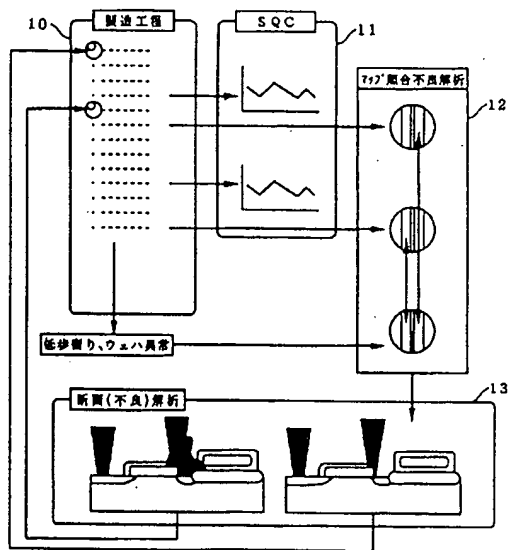 製造工程
10
SQC
11
ﾏｯﾌﾟ照合不良解析
12
低歩留り、ウェハ異常
断面(不良)解析
13